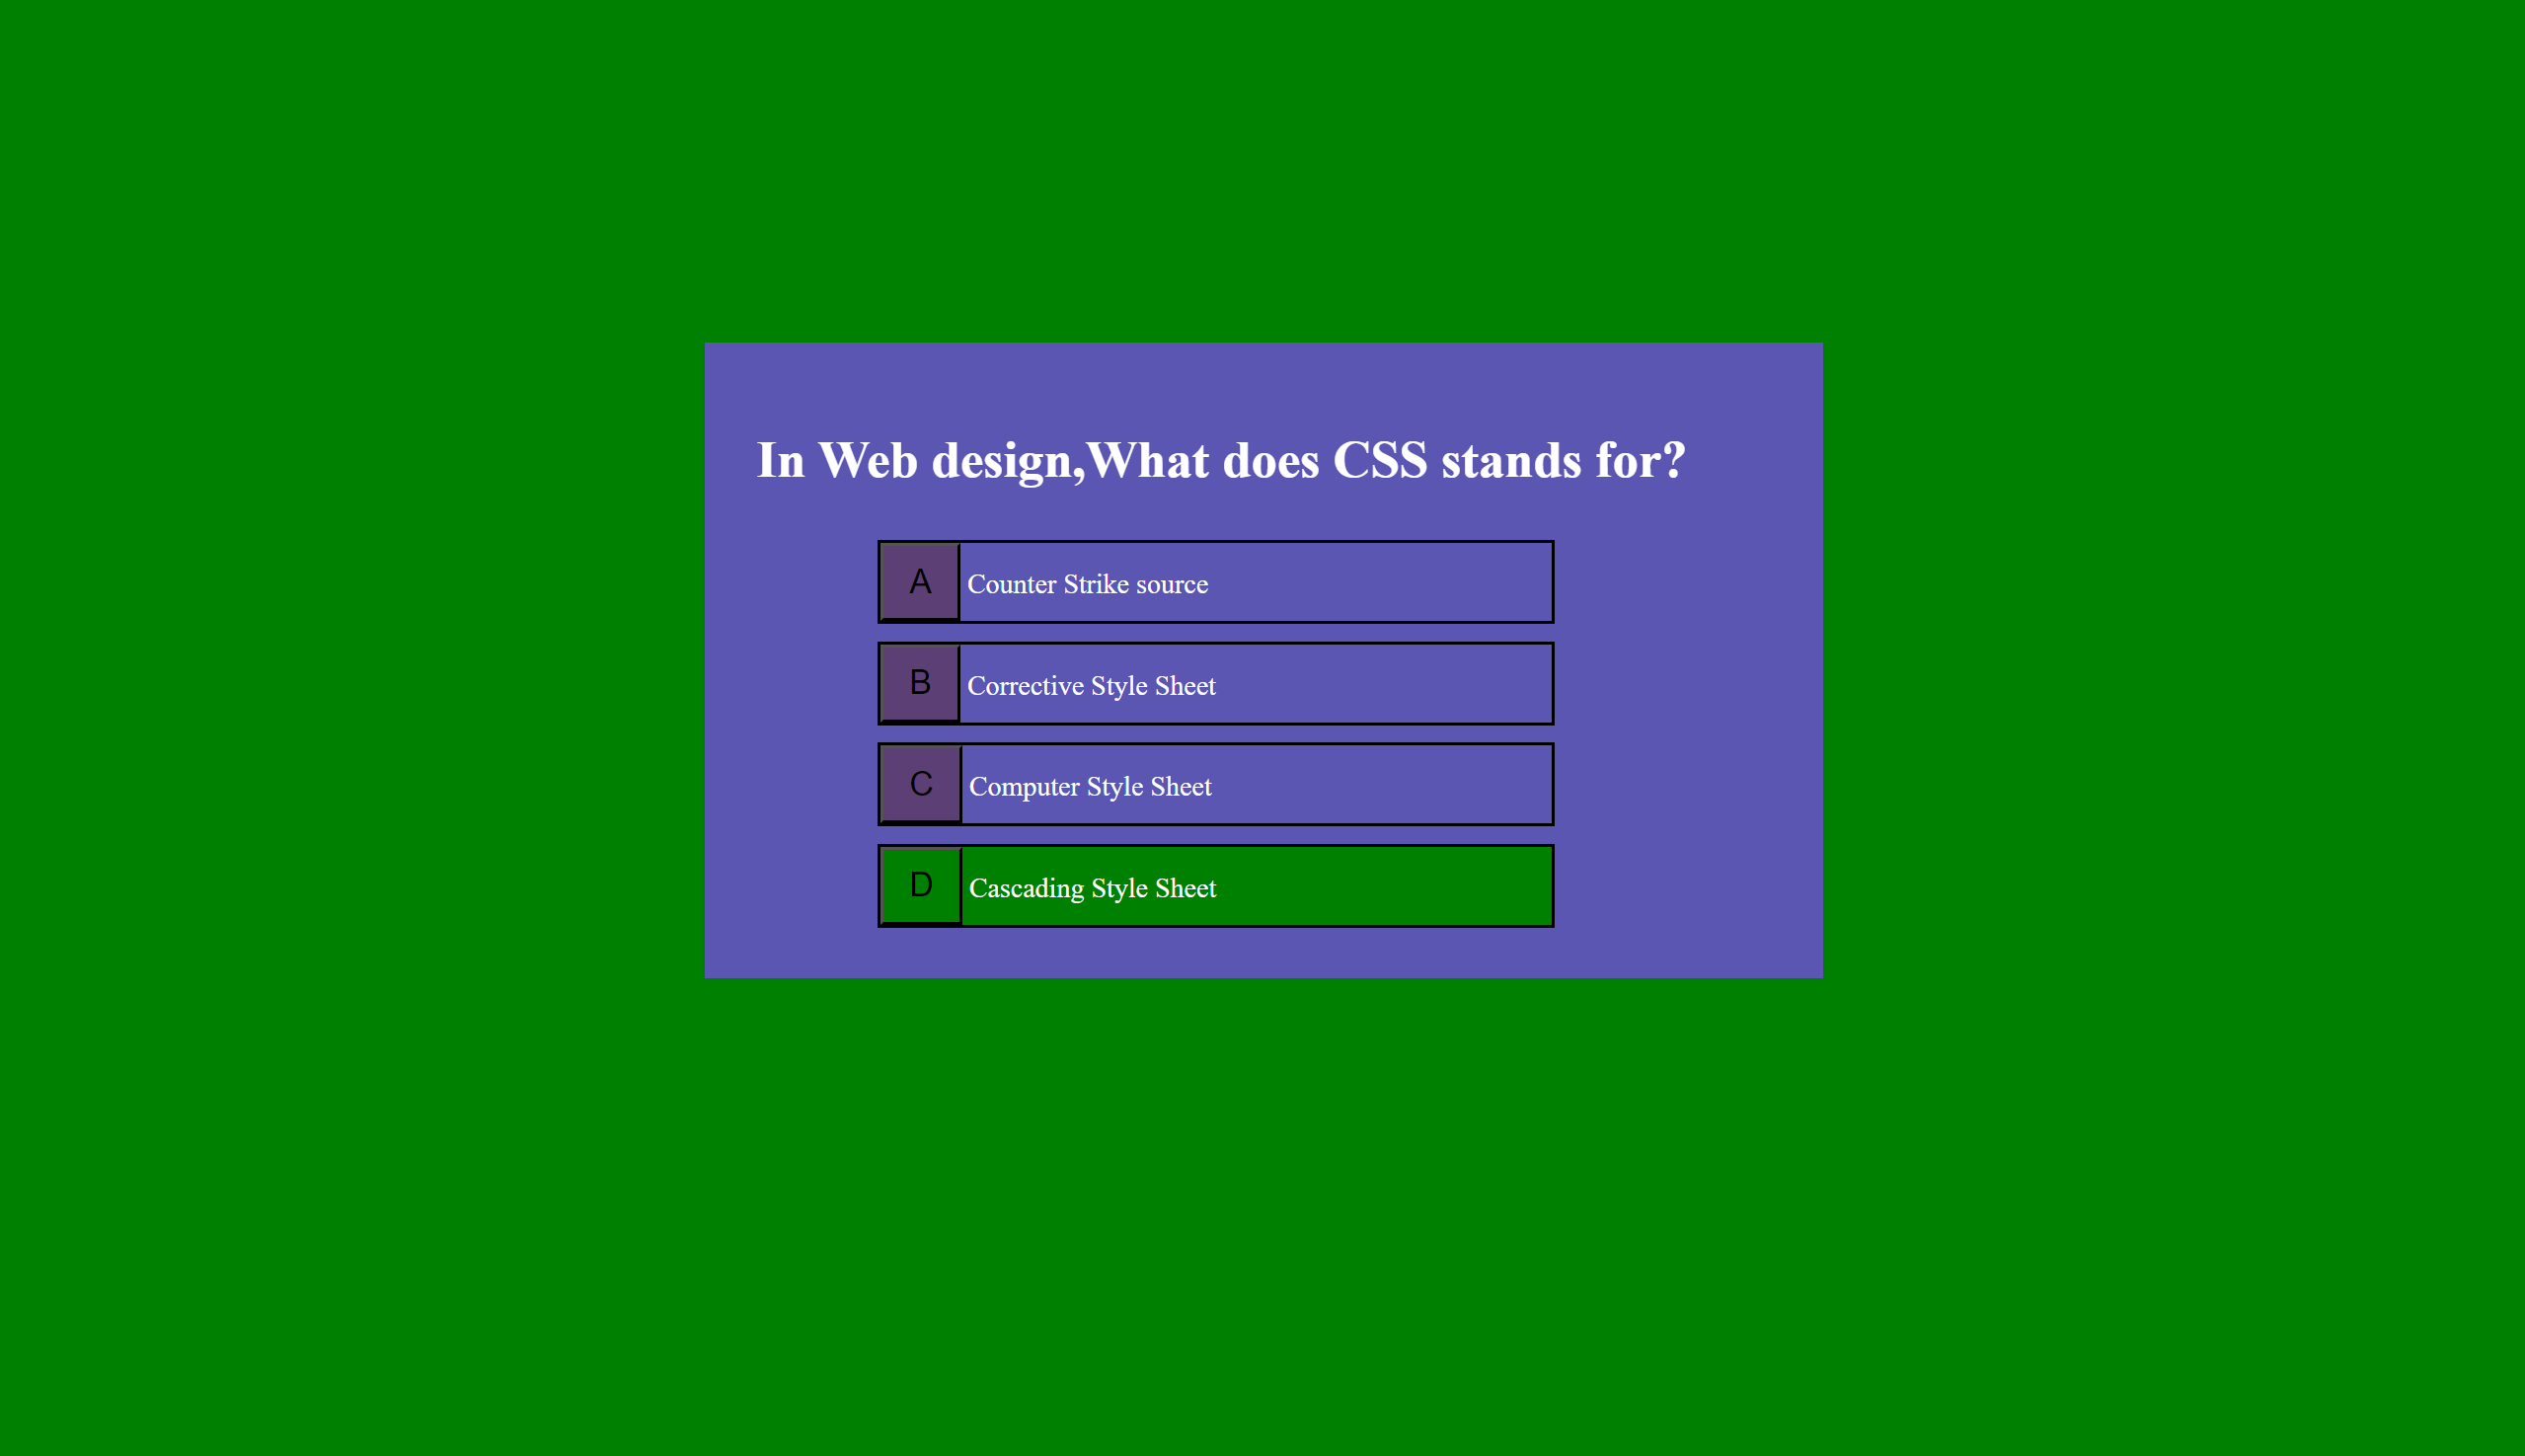 In Web design,What does CSS stands for?
A Counter Strike source
B Corrective Style Sheet
C Computer Style Sheet
D Cascading Style Sheet